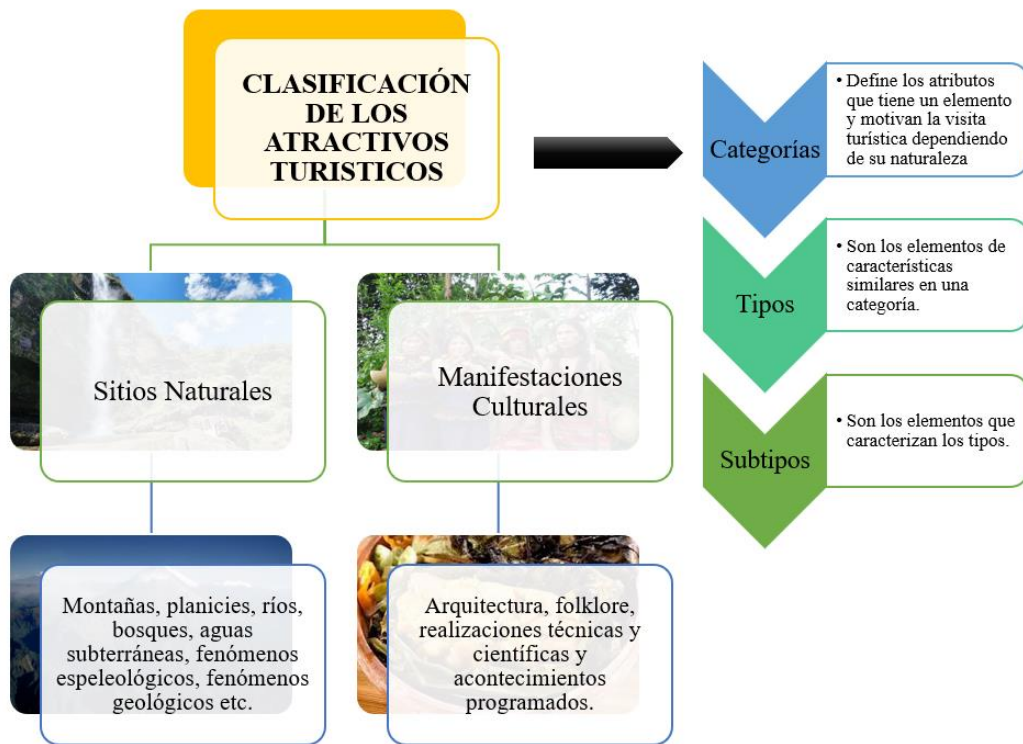 CLASIFICACIÓN
DE LOS
ATRACTIVOS
TURISTICOS
Sitios Naturales
Manifestaciones
Culturales
Montañas, planicies, ríos,
bosques, aguas
subterráneas, fenómenos
espeleológicos, fenómenos
geológicos etc.
Arquitectura, folklore,
realizaciones técnicas y
científicas y
acontecimientos
programados.
Categorías
• Define los atributos
que tiene un elemento
y motivan la visita
turística dependiendo
de su naturaleza
Tipos
• Son los elementos de
características
similares en una
categoría.
Subtipos
• Son los elementos que
caracterizan los tipos.